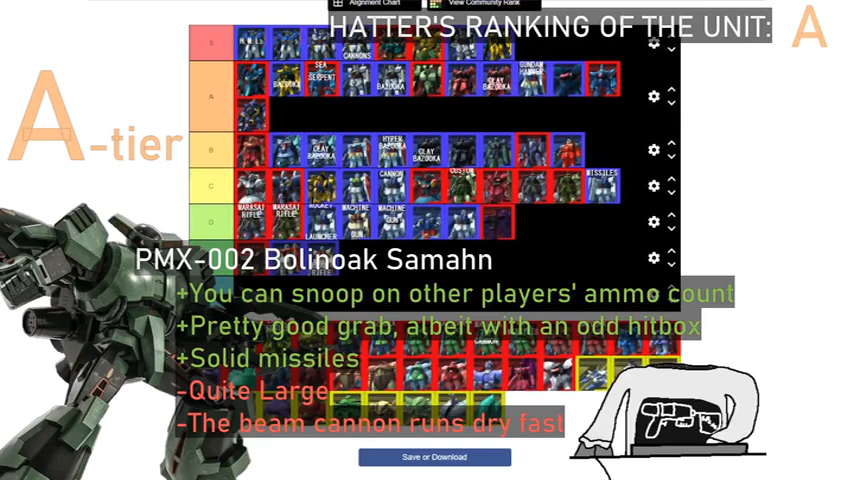 Alignment Chart
View Community Rank
HATTER'S RANKING OF THE UNIT: A
S
CANNONS
A
BAZOOKA
SEA
SERPENT
BAZOOKA
CLAY
BAZOOKA
GUNDAM
HAMMER
A-tier
B
CLAY
BAZOOKA
HYPER
BAZOOKA
CLAY
BAZOOKA
C
CANNON
CUSTOM
MISSILES
D
MARASAI
RIFLE
MARASAI
RIFLE
ROCKET
LAUNCHER
MACHINE
GUN
MACHINE
GUN
RIFLE
PMX-002 Bolinoak Samahn
+You can snoop on other players' ammo count
+Pretty good grab, albeit with an odd hitbox
CANNON
+Solid missiles
-Quite Large
-The beam cannon runs dry fast
Save or Download